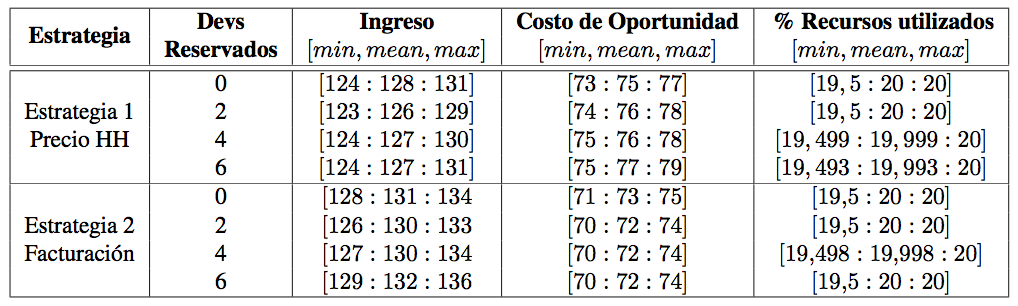 Estrategia Devs Reservados Ingreso [min, mean, max] Costo de Oportunidad [min, mean, max] % Recursos utilizados [min, mean, max]
Estrategia 1 Precio HH
0 [124 : 128 : 131] [73 : 75 : 77] [19, 5 : 20 : 20]
2 [123 : 126 : 129] [74 : 76 : 78] [19, 5 : 20 : 20]
4 [124 : 127 : 130] [75 : 76 : 78] [19, 499 : 19, 999 : 20]
6 [124 : 127 : 131] [75 : 77 : 79] [19, 493 : 19, 993 : 20]
Estrategia 2 Facturación
0 [128 : 131 : 134 [71 : 73 : 75] [19,5 : 20 : 20]
2 [126 : 130 : 133 [70 : 72 : 74] [19,5 : 20 : 20]
4 [127 : 130 : 134 [70 : 72 : 74] [19,498 : 19,998 : 20]
6 [129 : 132 : 136 [70 : 72 : 74] [19,5 : 20 : 20]